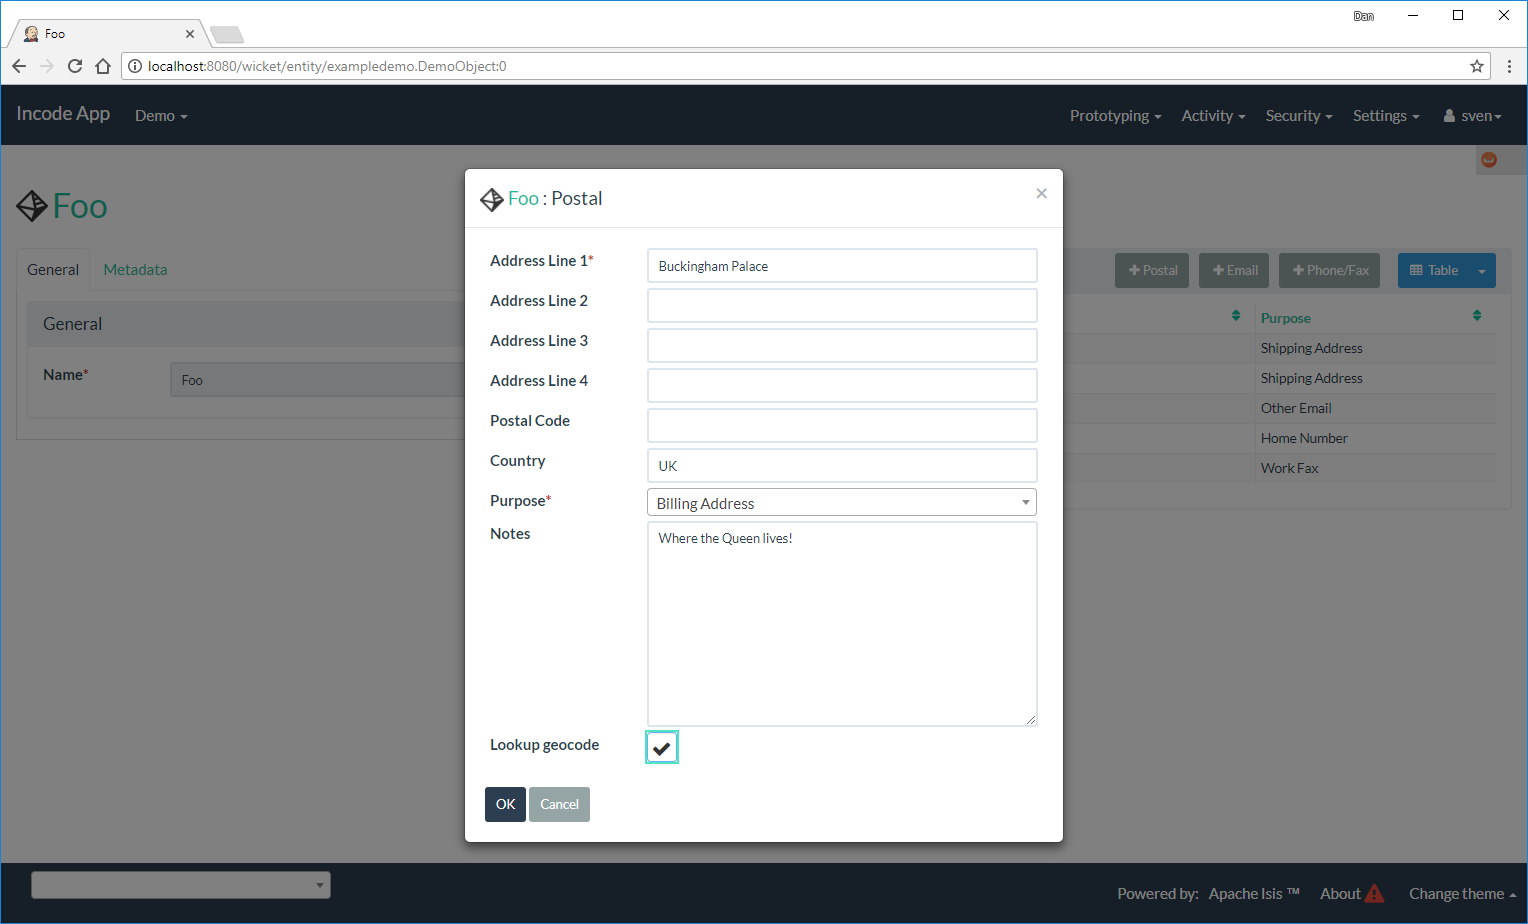 Dan
Foo
localhost:8080/wicket/entity/exampledemo.DemoObject:0
Incode App Demo Prototyping Activity Security Settings sven
Foo
Foo : Postal ×
General Metadata
Postal Email Phone/Fax Table
General
Name* Foo
Purpose
Shipping Address
Shipping Address
Other Email
Home Number
Work Fax
Address Line 1* Buckingham Palace
Address Line 2
Address Line 3
Address Line 4
Postal Code
Country UK
Purpose* Billing Address
Notes Where the Queen lives!
Lookup geocode
OK Cancel
Powered by: Apache Isis ™ About Change theme